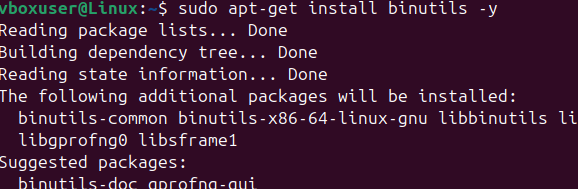 vboxuser@Linux:~$ sudo apt-get install binutils -y
Reading package lists... Done
Building dependency tree... Done
Reading state information... Done
The following additional packages will be installed:
binutils-common binutils-x86-64-linux-gnu libbinutils li
libgprofng0 libsframe1
Suggested packages:
binutils-doc gprofng-gui